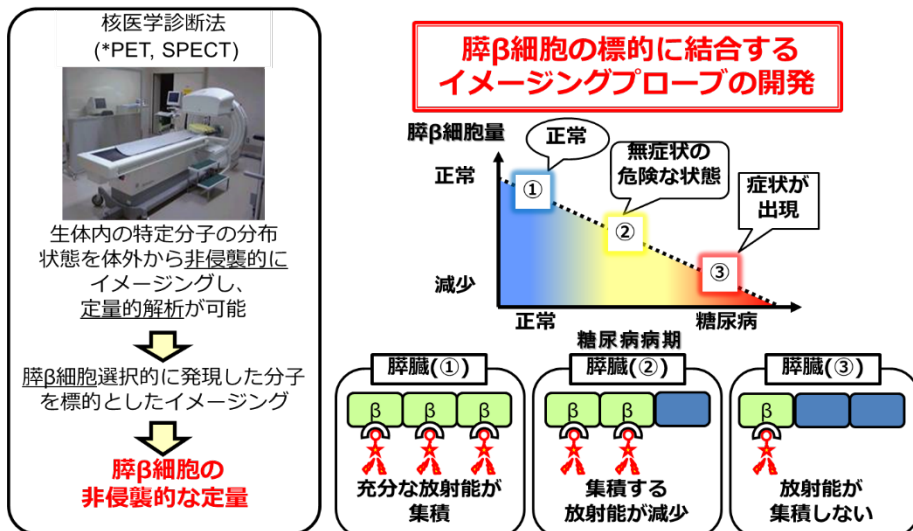 核医学診断法
(*PET, SPECT)
生体内の特定分子の分布
状態を体外から非侵襲的に
イメージングし、
定量的解析が可能
膵β細胞選択的に発現した分子
を標的としたイメージング
膵β細胞の
非侵襲的な定量
膵β細胞の標的に結合する
イメージングプローブの開発
膵β細胞量
正常
無症状の
危険な状態
症状が
出現
正常
減少
①
②
③
正常
糖尿病
糖尿病病期
膵臓(①)
β β β
充分な放射能が
集積
膵臓(②)
β β
集積する
放射能が減少
膵臓(③)
β
放射能が
集積しない